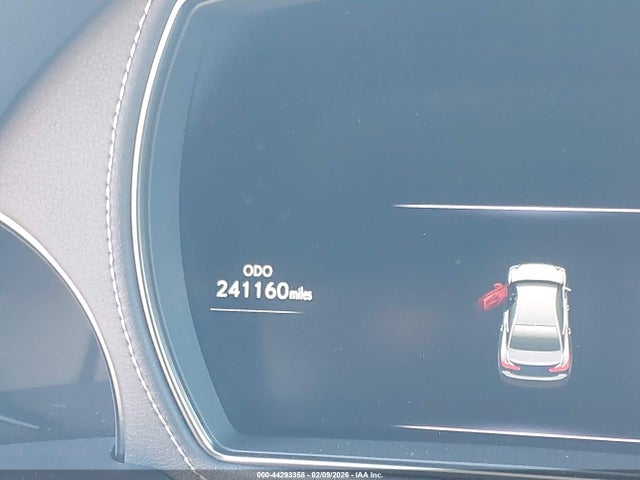 ODO
241160miles
000-44293358 - 02/09/2026 - IAA Inc.